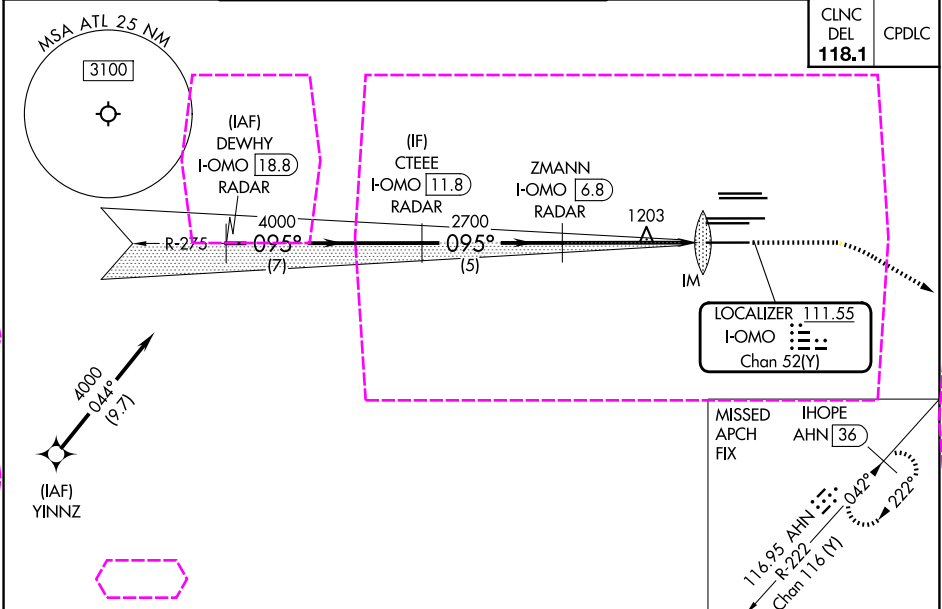 CLNC
DEL
118.1
CPDLC
MSA ATL 25 NM
3100
(IAF)
DEWHY
I-OMO 18.8
RADAR
(IF)
CTEEE
I-OMO 11.8
RADAR
ZMANN
I-OMO 6.8
RADAR
1203
4000
2700
R-275
095°
095°
(7)
(5)
IM
LOCALIZER 111.55
I-OMO
Chan 52(Y)
4000
044°
(9.7)
(IAF)
YINNZ
MISSED
APCH
FIX
IHOPE
AHN 36
042°
222°
116.95 AHN
R-222
Chan 116 (Y)